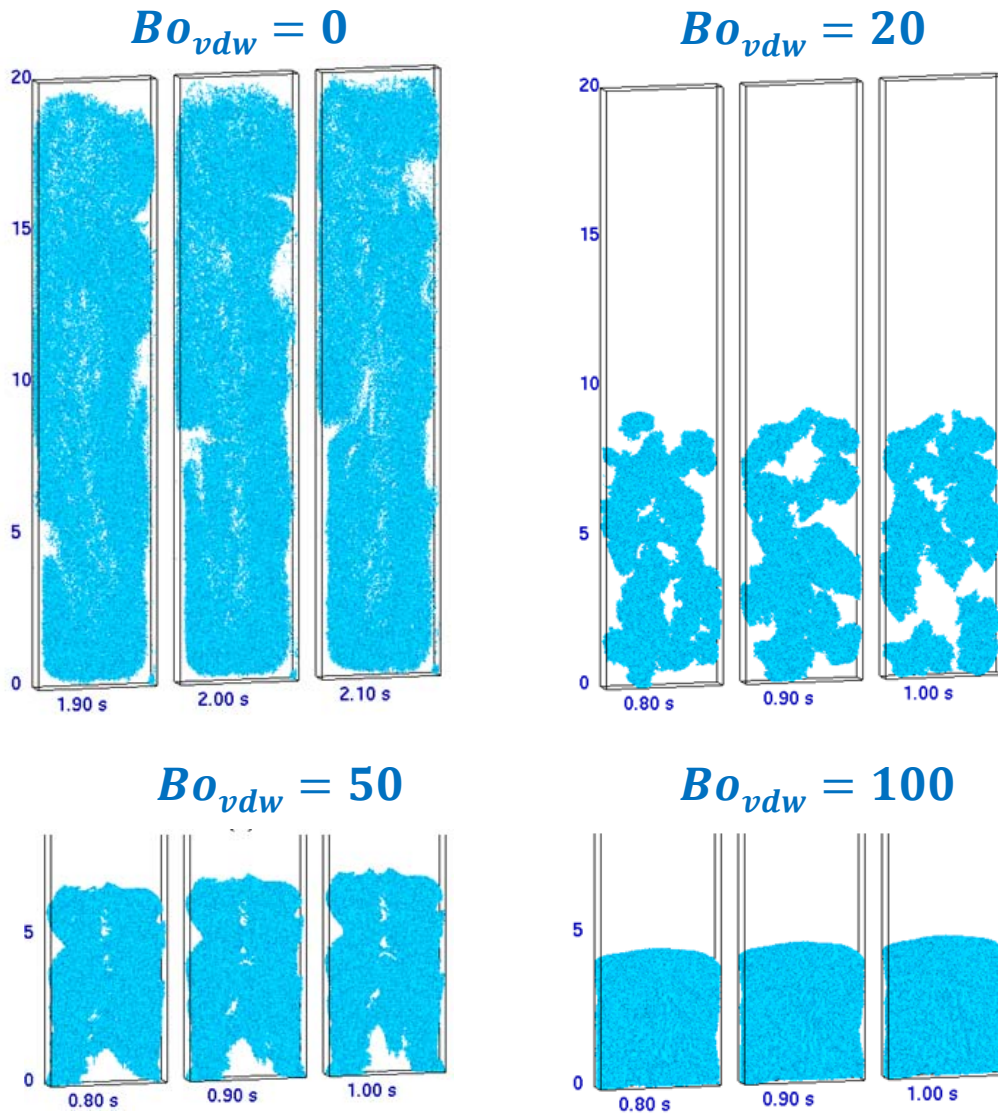 Bo_vdw = 0
20
15
10
5
0
1.90 s
2.00 s
2.10 s
Bo_vdw = 20
20
15
10
5
0
0.80 s
0.90 s
1.00 s
Bo_vdw = 50
5
0
0.80 s
0.90 s
1.00 s
Bo_vdw = 100
5
0
0.80 s
0.90 s
1.00 s